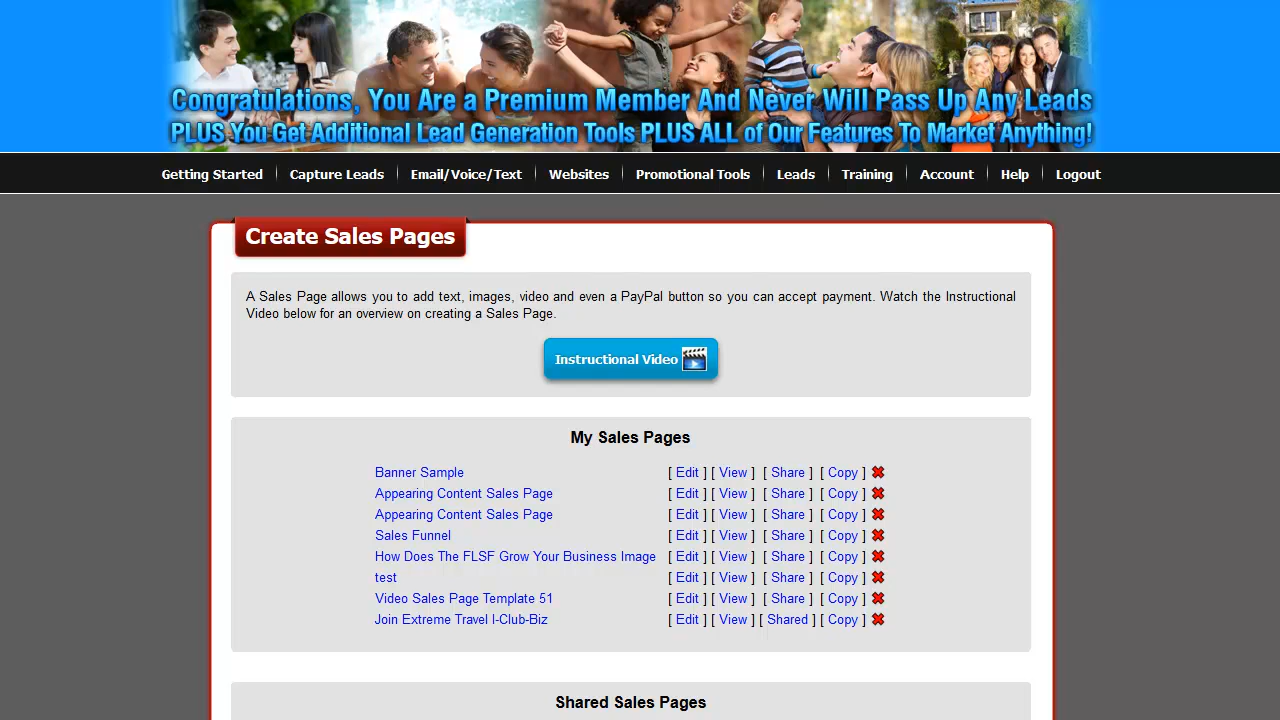 Congratulations, You Are a Premium Member And Never Will Pass Up Any Leads
PLUS You Get Additional Lead Generation Tools PLUS ALL of Our Features To Market Anything!
Getting Started Capture Leads Email/Voice/Text Websites Promotional Tools Leads Training Account Help Logout
Create Sales Pages
A Sales Page allows you to add text, images, video and even a PayPal button so you can accept payment. Watch the Instructional
Video below for an overview on creating a Sales Page.
Instructional Video
My Sales Pages
Banner Sample [ Edit ] [ View ] [ Share ] [ Copy ]
Appearing Content Sales Page [ Edit ] [ View ] [ Share ] [ Copy ]
Appearing Content Sales Page [ Edit ] [ View ] [ Share ] [ Copy ]
Sales Funnel [ Edit ] [ View ] [ Share ] [ Copy ]
How Does The FLSF Grow Your Business Image [ Edit ] [ View ] [ Share ] [ Copy ]
test [ Edit ] [ View ] [ Share ] [ Copy ]
Video Sales Page Template 51 [ Edit ] [ View ] [ Share ] [ Copy ]
Join Extreme Travel I-Club-Biz [ Edit ] [ View ] [ Shared ] [ Copy ]
Shared Sales Pages